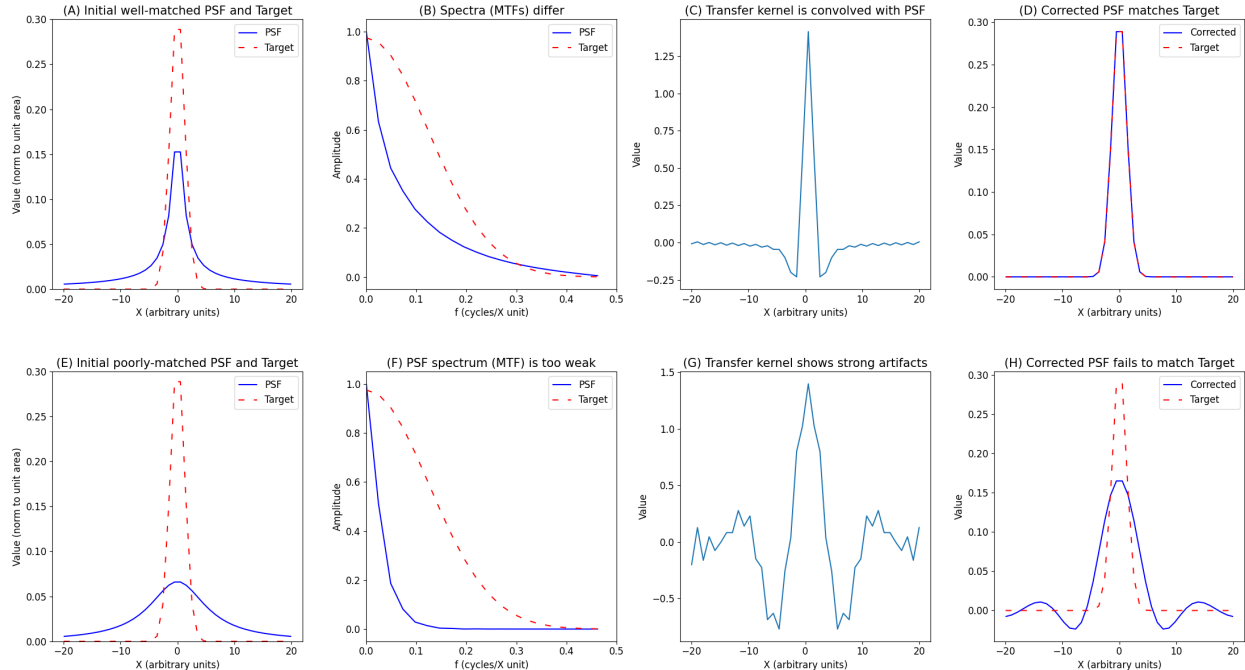 (A) Initial well-matched PSF and Target
Value (norm to unit area)
0.30
0.25
0.20
0.15
0.10
0.05
0.00
PSF
Target
−20
−10
0
10
20
X (arbitrary units)
(B) Spectra (MTFs) differ
Amplitude
1.0
0.8
0.6
0.4
0.2
0.0
PSF
Target
0.0
0.1
0.2
0.3
0.4
0.5
f (cycles/X unit)
(C) Transfer kernel is convolved with PSF
Value
1.25
1.00
0.75
0.50
0.25
0.00
−0.25
−20
−10
0
10
20
X (arbitrary units)
(D) Corrected PSF matches Target
Value
0.30
0.25
0.20
0.15
0.10
0.05
0.00
Corrected
Target
−20
−10
0
10
20
X (arbitrary units)
(E) Initial poorly-matched PSF and Target
Value (norm to unit area)
0.30
0.25
0.20
0.15
0.10
0.05
0.00
PSF
Target
−20
−10
0
10
20
X (arbitrary units)
(F) PSF spectrum (MTF) is too weak
Amplitude
1.0
0.8
0.6
0.4
0.2
0.0
PSF
Target
0.0
0.1
0.2
0.3
0.4
0.5
f (cycles/X unit)
(G) Transfer kernel shows strong artifacts
Value
1.5
1.0
0.5
0.0
−0.5
−20
−10
0
10
20
X (arbitrary units)
(H) Corrected PSF fails to match Target
Value
0.30
0.25
0.20
0.15
0.10
0.05
0.00
Corrected
Target
−20
−10
0
10
20
X (arbitrary units)